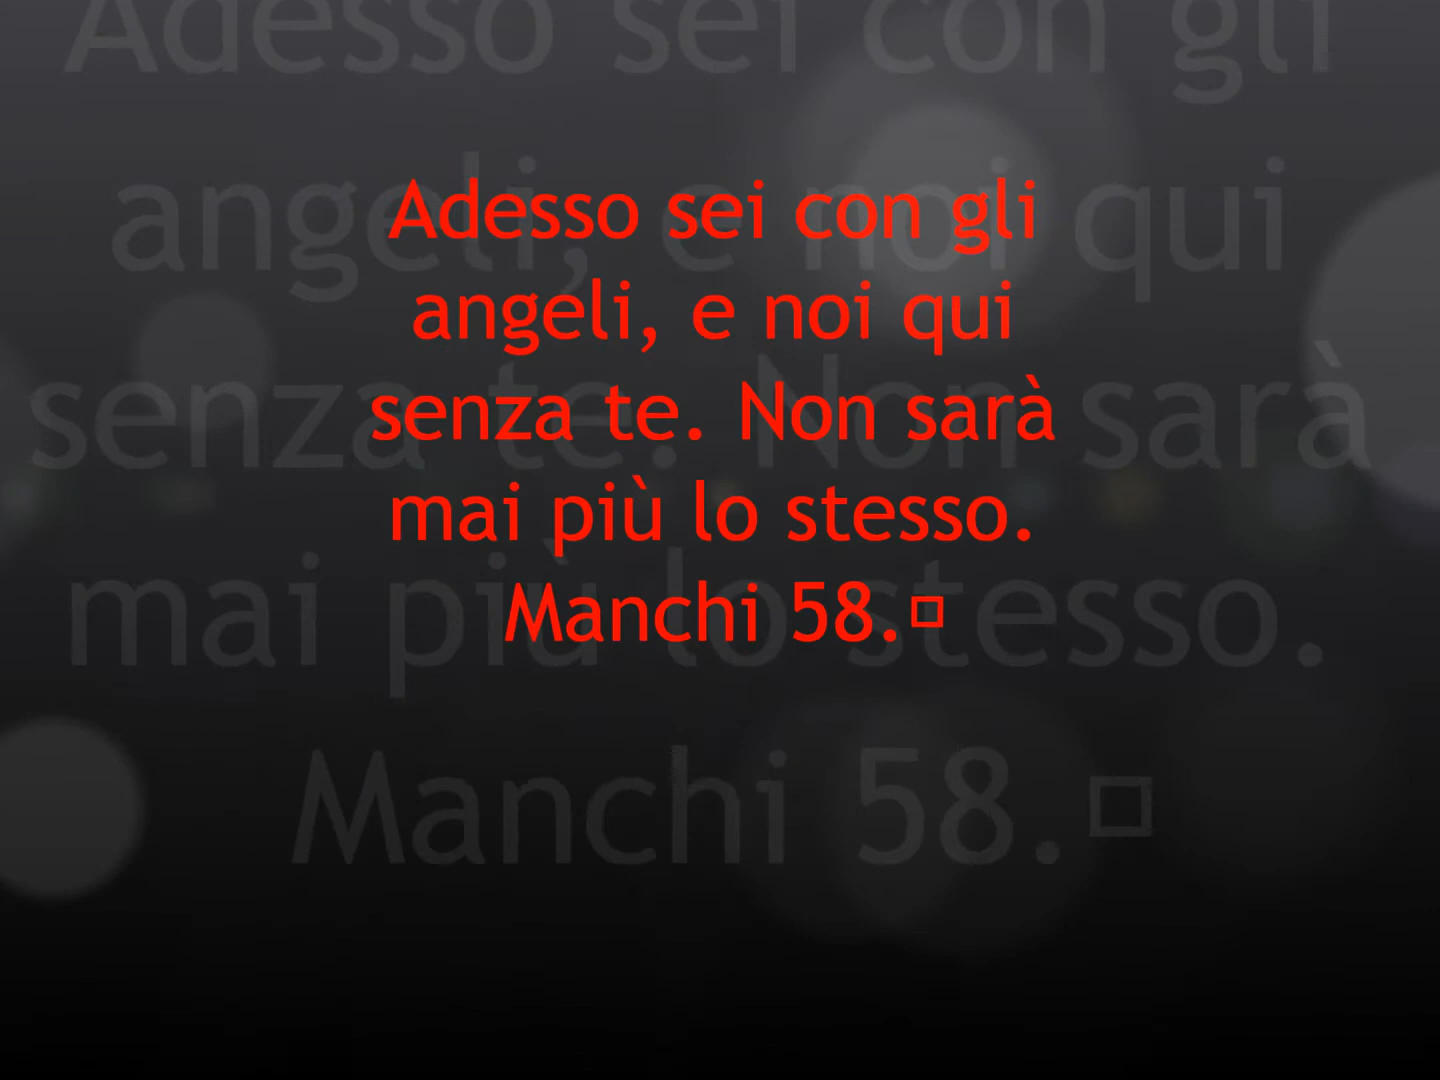 Adesso sei con gli
angeli, e noi qui
senza te. Non sarà
mai più lo stesso.
Manchi 58.